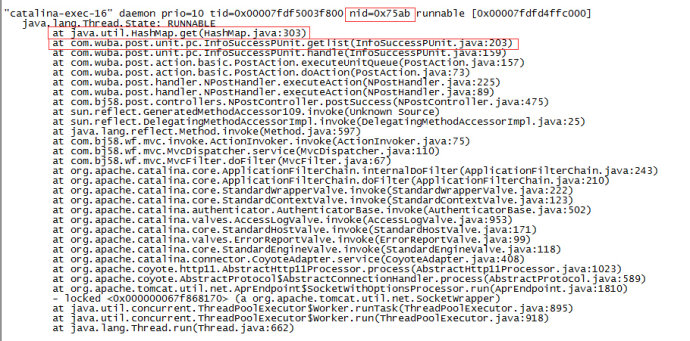 "catalina-exec-16" daemon prio=10 tid=0x00007fdf5003f800 nid=0x75ab runnable [0x00007fdfd4ffc000]
java.lang.Thread.State: RUNNABLE
at java.util.HashMap.get(HashMap.java:303)
at com.wuba.post.unit.pc.InfoSuccessPUnit.getlist(InfoSuccessPUnit.java:203)
at com.wuba.post.unit.pc.InfoSuccessPUnit.handle(InfoSuccessPUnit.java:159)
at com.wuba.post.action.basic.PostAction.executeUnitQueue(PostAction.java:157)
at com.wuba.post.action.basic.PostAction.doAction(PostAction.java:73)
at com.wuba.post.handler.NPostHandler.executeAction(NPostHandler.java:225)
at com.wuba.post.handler.NPostHandler.executeAction(NPostHandler.java:89)
at com.bj58.post.controllers.NPostController.postSuccess(NPostController.java:475)
at sun.reflect.GeneratedMethodAccessor109.invoke(Unknown Source)
at sun.reflect.DelegatingMethodAccessorImpl.invoke(DelegatingMethodAccessorImpl.java:25)
at java.lang.reflect.Method.invoke(Method.java:597)
at com.bj58.wf.mvc.invoke.ActionInvoker.invoke(ActionInvoker.java:75)
at com.bj58.wf.mvc.MvcDispatcher.service(MvcDispatcher.java:110)
at com.bj58.wf.mvc.MvcFilter.doFilter(MvcFilter.java:67)
at org.apache.catalina.core.ApplicationFilterChain.internalDoFilter(ApplicationFilterChain.java:243)
at org.apache.catalina.core.ApplicationFilterChain.doFilter(ApplicationFilterChain.java:210)
at org.apache.catalina.core.StandardWrapperValve.invoke(StandardWrapperValve.java:222)
at org.apache.catalina.core.StandardContextValve.invoke(StandardContextValve.java:123)
at org.apache.catalina.authenticator.AuthenticatorBase.invoke(AuthenticatorBase.java:502)
at org.apache.catalina.valves.AccessLogValve.invoke(AccessLogValve.java:953)
at org.apache.catalina.core.StandardHostValve.invoke(StandardHostValve.java:171)
at org.apache.catalina.valves.ErrorReportValve.invoke(ErrorReportValve.java:99)
at org.apache.catalina.core.StandardEngineValve.invoke(StandardEngineValve.java:118)
at org.apache.catalina.connector.CoyoteAdapter.service(CoyoteAdapter.java:408)
at org.apache.coyote.http11.AbstractHttp11Processor.process(AbstractHttp11Processor.java:1023)
at org.apache.coyote.AbstractProtocol$AbstractConnectionHandler.process(AbstractProtocol.java:589)
at org.apache.tomcat.util.net.AprEndpoint$SocketWithOptionsProcessor.run(AprEndpoint.java:1810)
- locked <0x000000067f868170> (a org.apache.tomcat.util.net.SocketWrapper)
at java.util.concurrent.ThreadPoolExecutor$Worker.runTask(ThreadPoolExecutor.java:895)
at java.util.concurrent.ThreadPoolExecutor$Worker.run(ThreadPoolExecutor.java:918)
at java.lang.Thread.run(Thread.java:662)